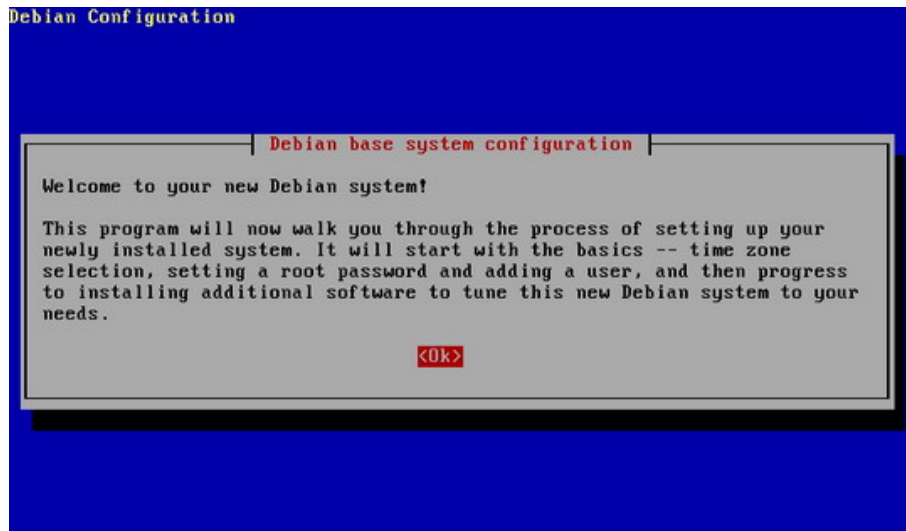 Debian Configuration
Debian base system configuration
Welcome to your new Debian system!
This program will now walk you through the process of setting up your
newly installed system. It will start with the basics -- time zone
selection, setting a root password and adding a user, and then progress
to installing additional software to tune this new Debian system to your
needs.
<Ok>